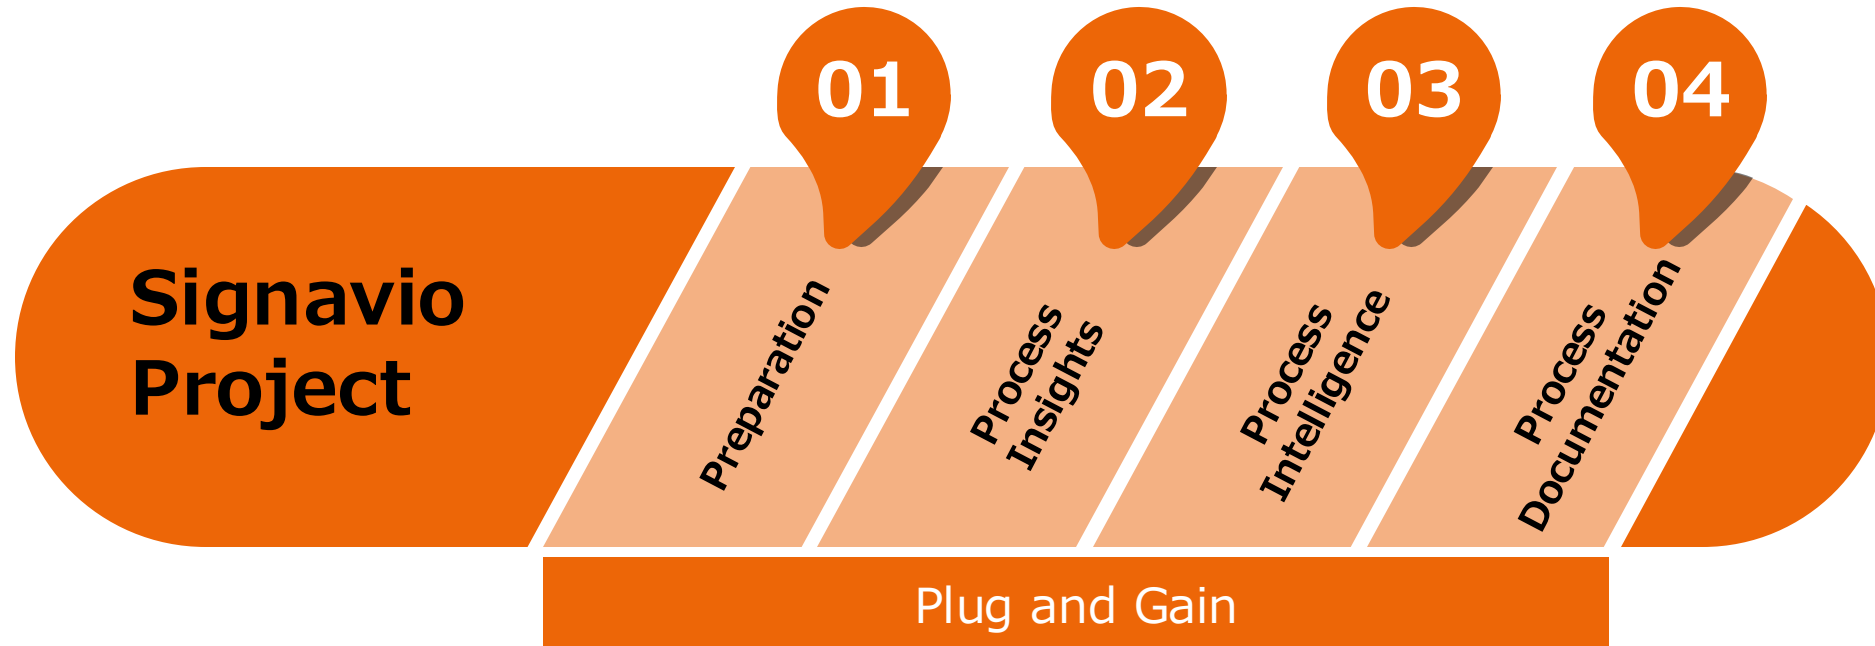 Signavio
Project
01
Preparation
02
Process
Insights
03
Process
Intelligence
04
Process
Documentation
Plug and Gain